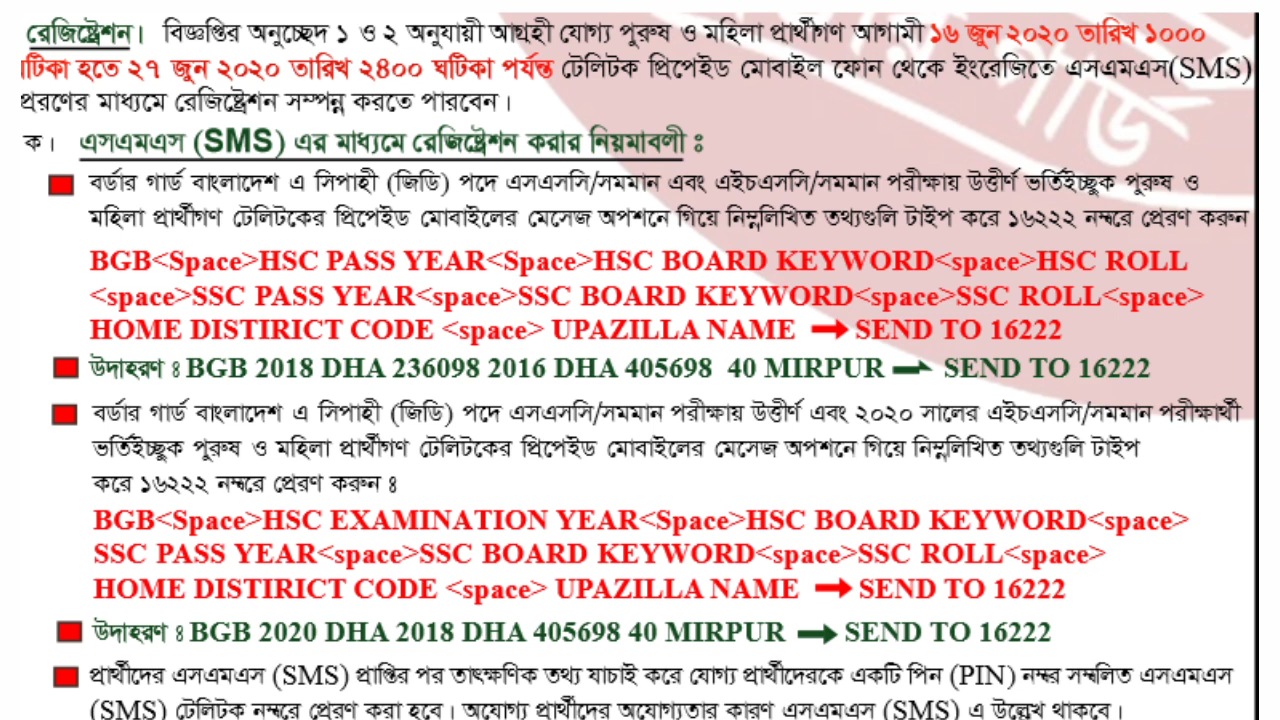 রেজিষ্ট্রেশন। বিজ্ঞপ্তির অনুচ্ছেদ ১ ও ২ অনুযায়ী আগ্রহী যোগ্য পুরুষ ও মহিলা প্রার্থীগণ আগামী ১৬ জুন ২০২০ তারিখ ১০০০
ঘটিকা হতে ২৭ জুন ২০২০ তারিখ ২৪০০ ঘটিকা পর্যন্ত টেলিটক প্রিপেইড মোবাইল ফোন থেকে ইংরেজিতে এসএমএস(SMS)
প্রেরণের মাধ্যমে রেজিষ্ট্রেশন সম্পন্ন করতে পারবেন।
ক। এসএমএস (SMS) এর মাধ্যমে রেজিষ্ট্রেশন করার নিয়মাবলী ঃ
বর্ডার গার্ড বাংলাদেশ এ সিপাহী (জিডি) পদে এসএসসি/সমমান এবং এইচএসসি/সমমান পরীক্ষায় উত্তীর্ণ ভর্তিইচ্ছুক পুরুষ ও
মহিলা প্রার্থীগণ টেলিটকের প্রিপেইড মোবাইলের মেসেজ অপশনে গিয়ে নিম্নলিখিত তথ্যগুলি টাইপ করে ১৬২২২ নম্বরে প্রেরণ করুন
BGB<Space>HSC PASS YEAR<Space>HSC BOARD KEYWORD<space>HSC ROLL
<space>SSC PASS YEAR<space>SSC BOARD KEYWORD<space>SSC ROLL<space>
HOME DISTIRICT CODE <space> UPAZILLA NAME → SEND TO 16222
উদাহরণ ঃ BGB 2018 DHA 236098 2016 DHA 405698 40 MIRPUR → SEND TO 16222
বর্ডার গার্ড বাংলাদেশ এ সিপাহী (জিডি) পদে এসএসসি/সমমান পরীক্ষায় উত্তীর্ণ এবং ২০২০ সালের এইচএসসি/সমমান পরীক্ষার্থী
ভর্তিইচ্ছুক পুরুষ ও মহিলা প্রার্থীগণ টেলিটকের প্রিপেইড মোবাইলের মেসেজ অপশনে গিয়ে নিম্নলিখিত তথ্যগুলি টাইপ
করে ১৬২২২ নম্বরে প্রেরণ করুন ঃ
BGB<Space>HSC EXAMINATION YEAR<Space>HSC BOARD KEYWORD<space>
SSC PASS YEAR<space>SSC BOARD KEYWORD<space>SSC ROLL<space>
HOME DISTIRICT CODE <space> UPAZILLA NAME → SEND TO 16222
উদাহরণ ঃ BGB 2020 DHA 2018 DHA 405698 40 MIRPUR → SEND TO 16222
প্রার্থীদের এসএমএস (SMS) প্রাপ্তির পর তাৎক্ষণিক তথ্য যাচাই করে যোগ্য প্রার্থীদেরকে একটি পিন (PIN) নম্বর সম্বলিত এসএমএস
(SMS) টেলিটক নম্বরে প্রেরণ করা হবে। অযোগ্য প্রার্থীদের অযোগ্যতার কারণ এসএমএস (SMS) এ উল্লেখ থাকবে।